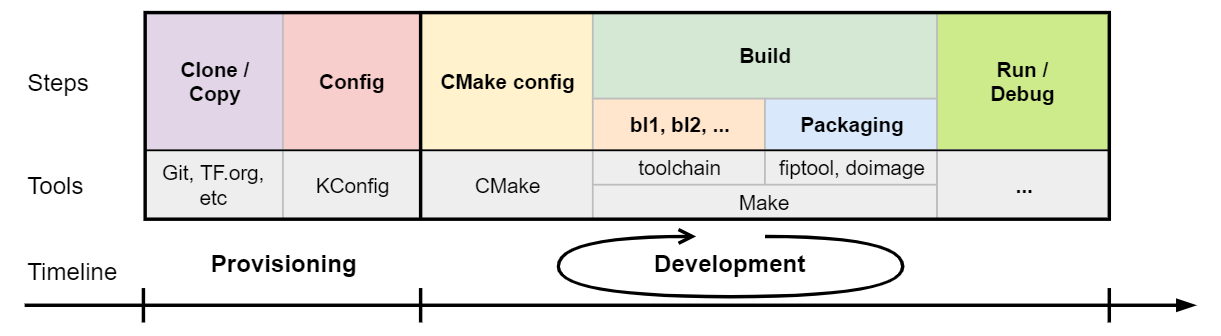 Steps
Clone /
Copy
Config
CMake config
Build
bl1, bl2, ...
Packaging
Run /
Debug
Tools
Git, TF.org,
etc
KConfig
CMake
toolchain
fiptool, doimage
Make
...
Timeline
Provisioning
Development